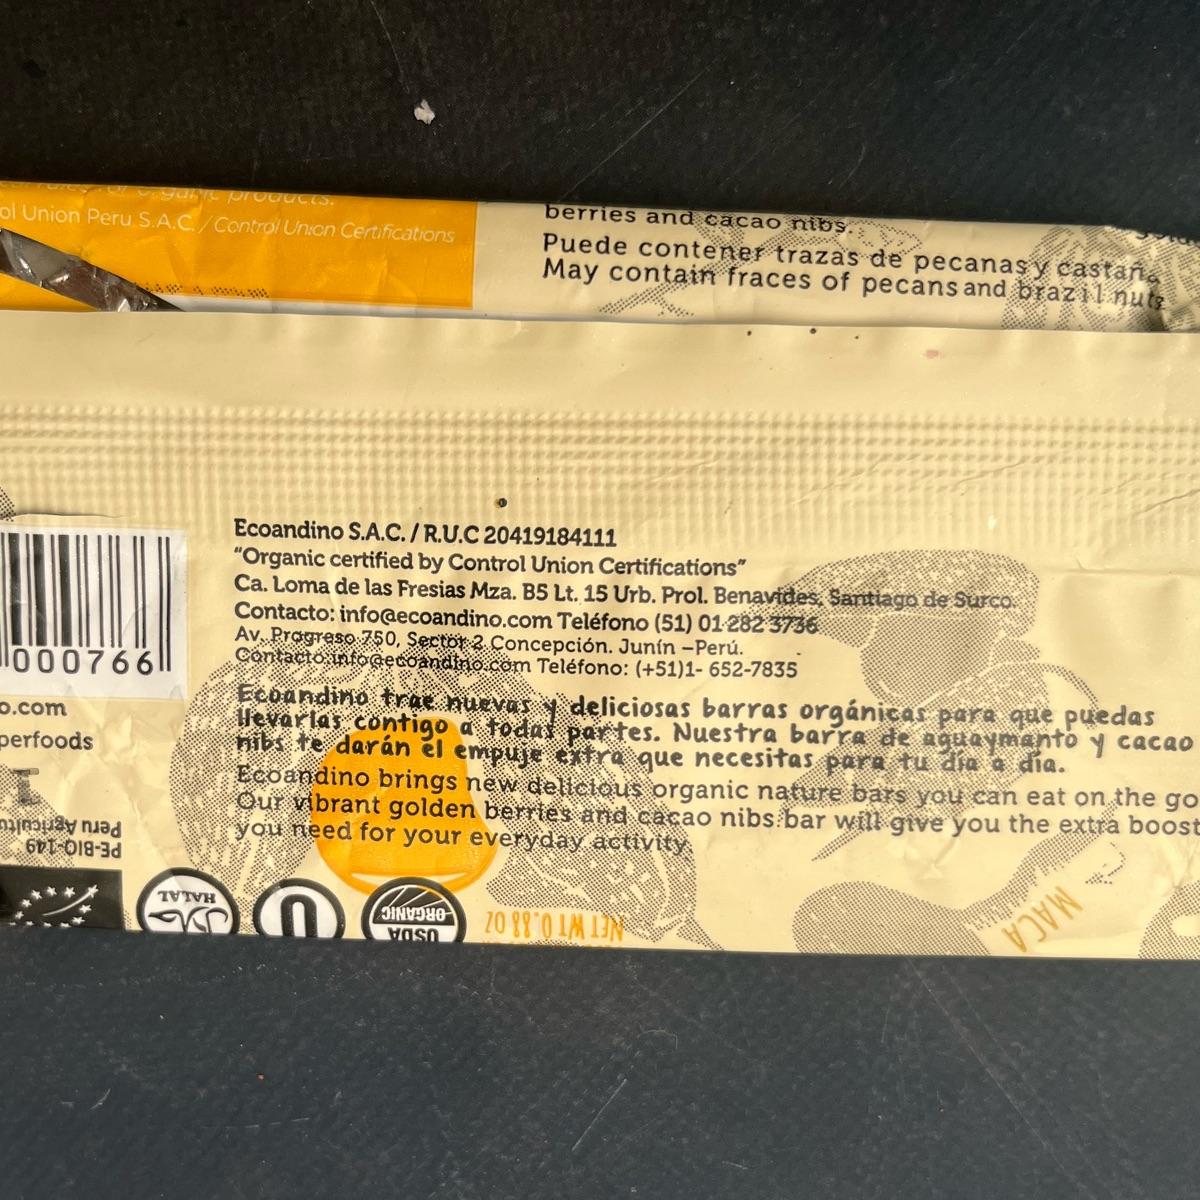 Organic products.
ol Union Peru S.A.C. / Control Union Certifications
berries and cacao nibs.
Puede contener trazas de pecanas y castaña
May contain fraces of pecans and brazil nuts
Ecoandino S.A.C. / R.U.C 20419184111
“Organic certified by Control Union Certifications”
Ca. Loma de las Fresias Mza. B5 Lt. 15 Urb. Prol. Benavides, Santiago de Surco.
Contacto: info@ecoandino.com Teléfono (51) 01 282 3736
Av. Progreso 750, Sector 2 Concepción. Junín –Perú.
Contacto:info@ecoandino.com Teléfono: (+51)1- 652-7835
000766
o.com
perfoods
Ecoandino trae nuevas y deliciosas barras orgánicas para que puedas
llevarlas contigo a todas partes. Nuestra barra de aguaymanto y cacao
nibs te darán el empuje extra que necesitas para tu día a día.
Ecoandino brings new delicious organic nature bars you can eat on the go
Our vibrant golden berries and cacao nibs bar will give you the extra boost
you need for your everyday activity
PE-BIO-149
Peru Agricultu
HALAL
U
USDA
ORGANIC
NET WT 0.88 OZ
MACA